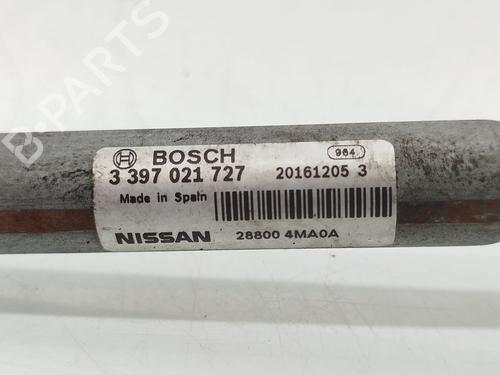 B-PARTS
BOSCH
964
3 397 021 727
20161205 3
Made in Spain
NISSAN
28800 4MA0A